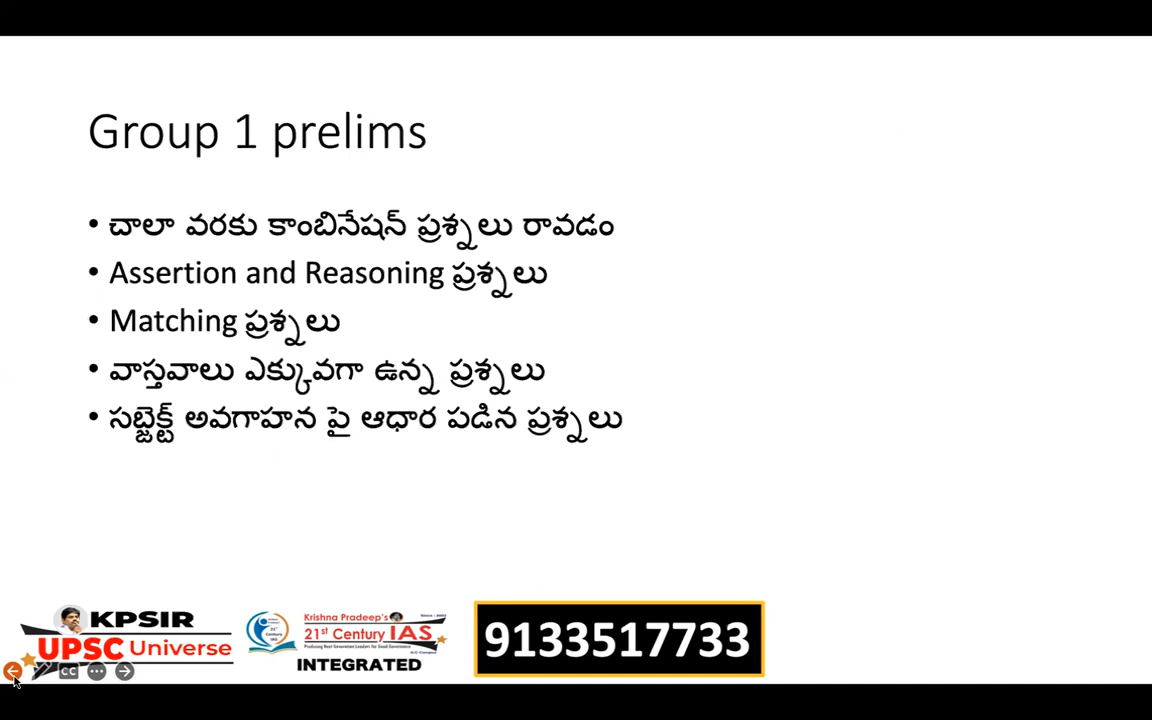 Group 1 prelims
• చాలా వరకు కాంబినేషన్ ప్రశ్నలు రావడం
• Assertion and Reasoning ప్రశ్నలు
• Matching ప్రశ్నలు
• వాస్తవాలు ఎక్కువగా ఉన్న ప్రశ్నలు
• సబ్జెక్ట్ అవగాహన పై ఆధార పడిన ప్రశ్నలు
KPSIR
UPSC Universe
Krishna Pradeep's
21st Century IAS
INTEGRATED
9133517733
CC